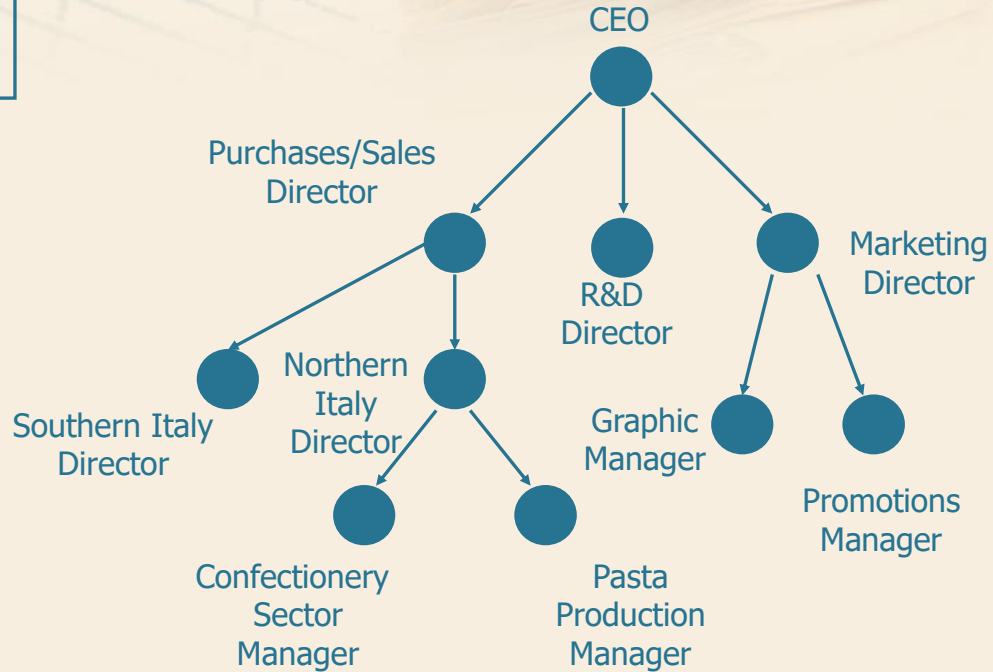 CEO
Purchases/Sales
Director
Marketing
Director
R&D
Director
Northern
Italy
Director
Southern Italy
Director
Graphic
Manager
Promotions
Manager
Confectionery
Sector
Manager
Pasta
Production
Manager